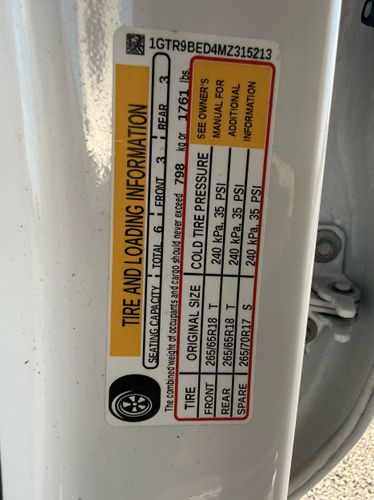 1GTR9BED4MZ315213
TIRE AND LOADING INFORMATION
SEATING CAPACITY TOTAL 6 FRONT 3 REAR 3
The combined weight of occupants and cargo should never exceed 798 kg or 1761 lbs.
TIRE ORIGINAL SIZE COLD TIRE PRESSURE
FRONT 265/65R18 T 240 kPa, 35 PSI
REAR 265/65R18 T 240 kPa, 35 PSI
SPARE 265/70R17 S 240 kPa, 35 PSI
SEE OWNER'S
MANUAL FOR
ADDITIONAL
INFORMATION